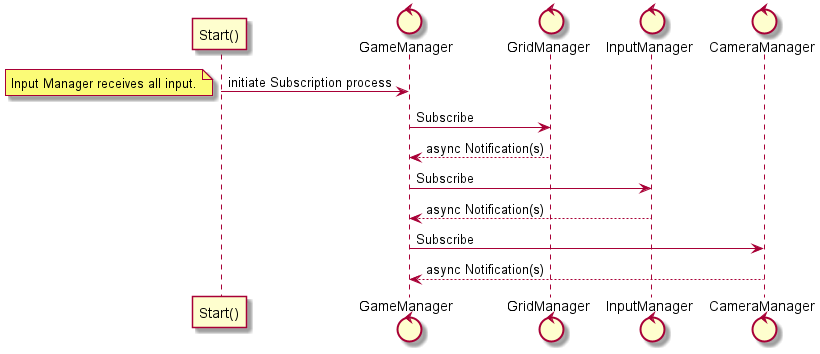 Start()
GameManager
GridManager
InputManager
CameraManager
Input Manager receives all input.
initiate Subscription process
Subscribe
async Notification(s)
Subscribe
async Notification(s)
Subscribe
async Notification(s)
Start()
GameManager
GridManager
InputManager
CameraManager